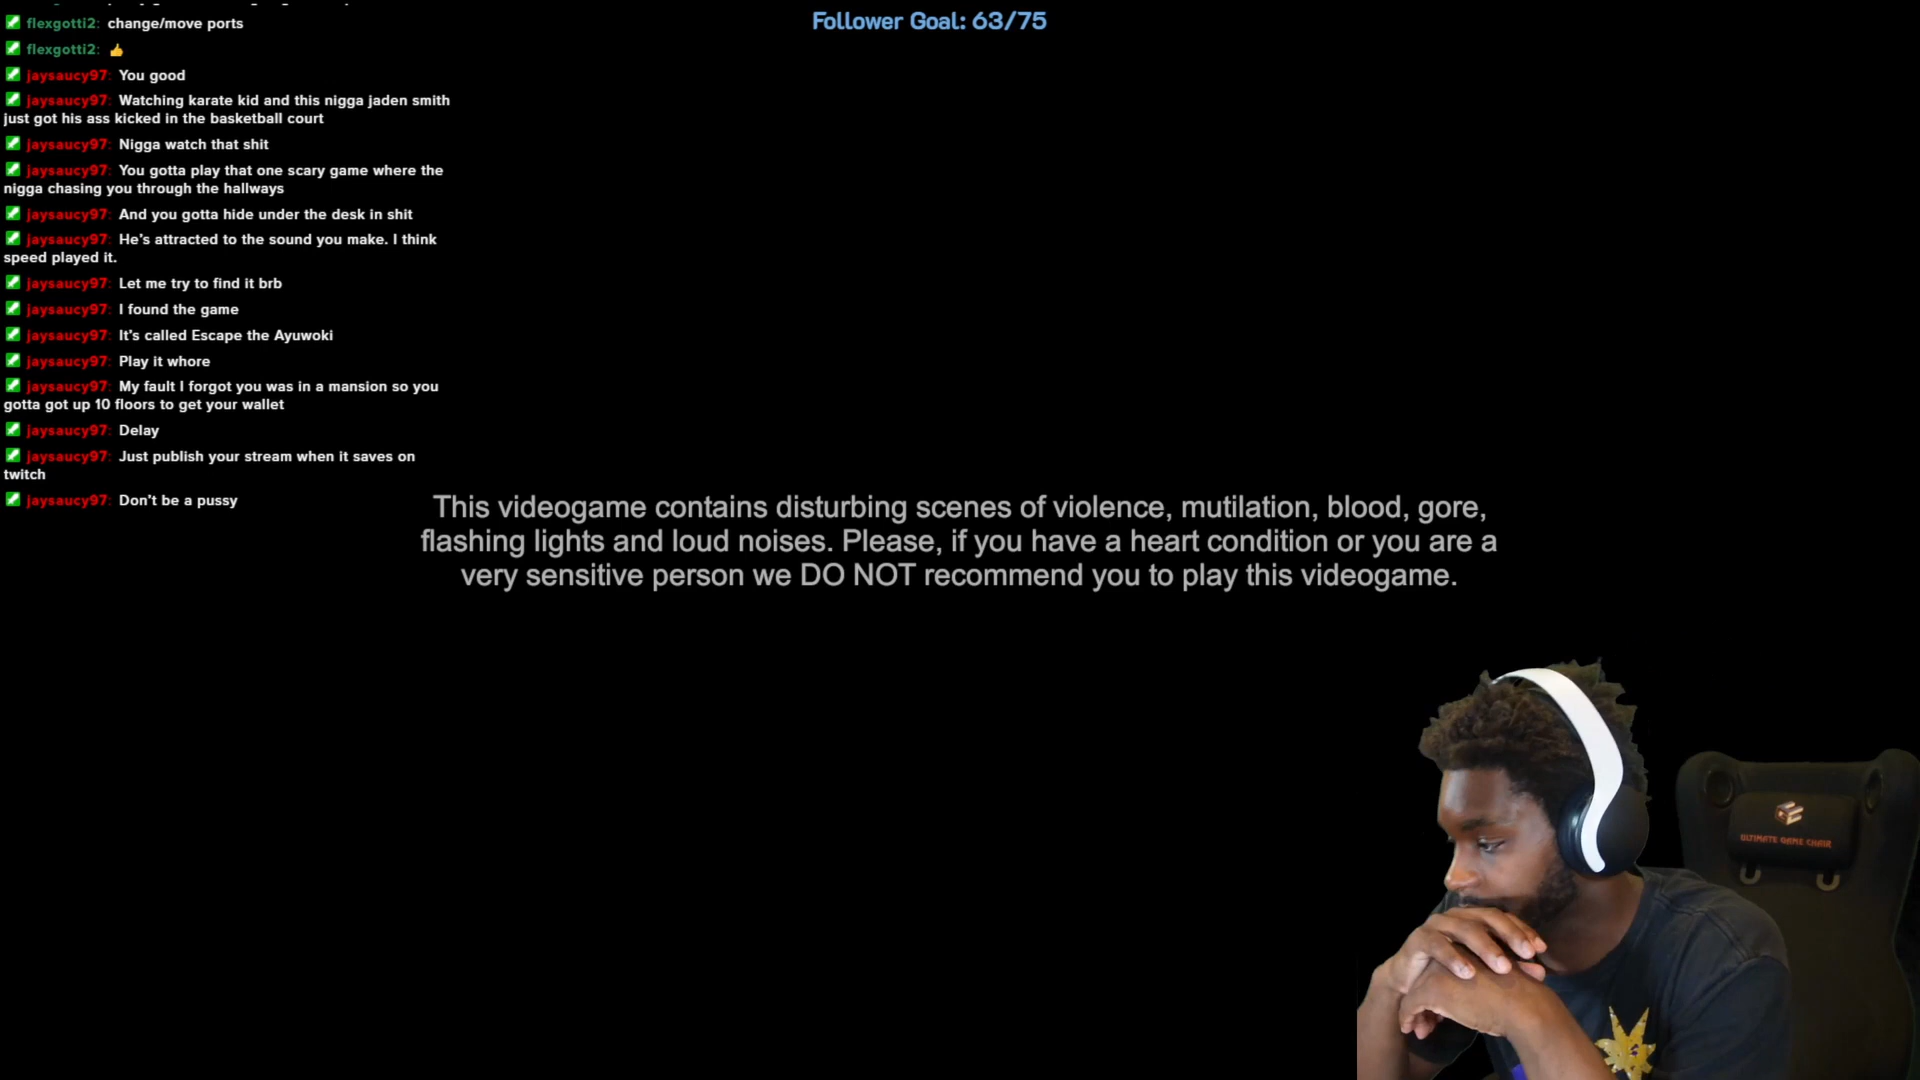 flexgotti2: change/move ports
flexgotti2: 👍
jaysaucy97: You good
jaysaucy97: Watching karate kid and this nigga jaden smith
just got his ass kicked in the basketball court
jaysaucy97: Nigga watch that shit
jaysaucy97: You gotta play that one scary game where the
nigga chasing you through the hallways
jaysaucy97: And you gotta hide under the desk in shit
jaysaucy97: He's attracted to the sound you make. I think
speed played it.
jaysaucy97: Let me try to find it brb
jaysaucy97: I found the game
jaysaucy97: It's called Escape the Ayuwoki
jaysaucy97: Play it whore
jaysaucy97: My fault I forgot you was in a mansion so you
gotta got up 10 floors to get your wallet
jaysaucy97: Delay
jaysaucy97: Just publish your stream when it saves on
twitch
jaysaucy97: Don't be a pussy
Follower Goal: 63/75
This videogame contains disturbing scenes of violence, mutilation, blood, gore,
flashing lights and loud noises. Please, if you have a heart condition or you are a
very sensitive person we DO NOT recommend you to play this videogame.
ULTIMATE GAME CHAIR